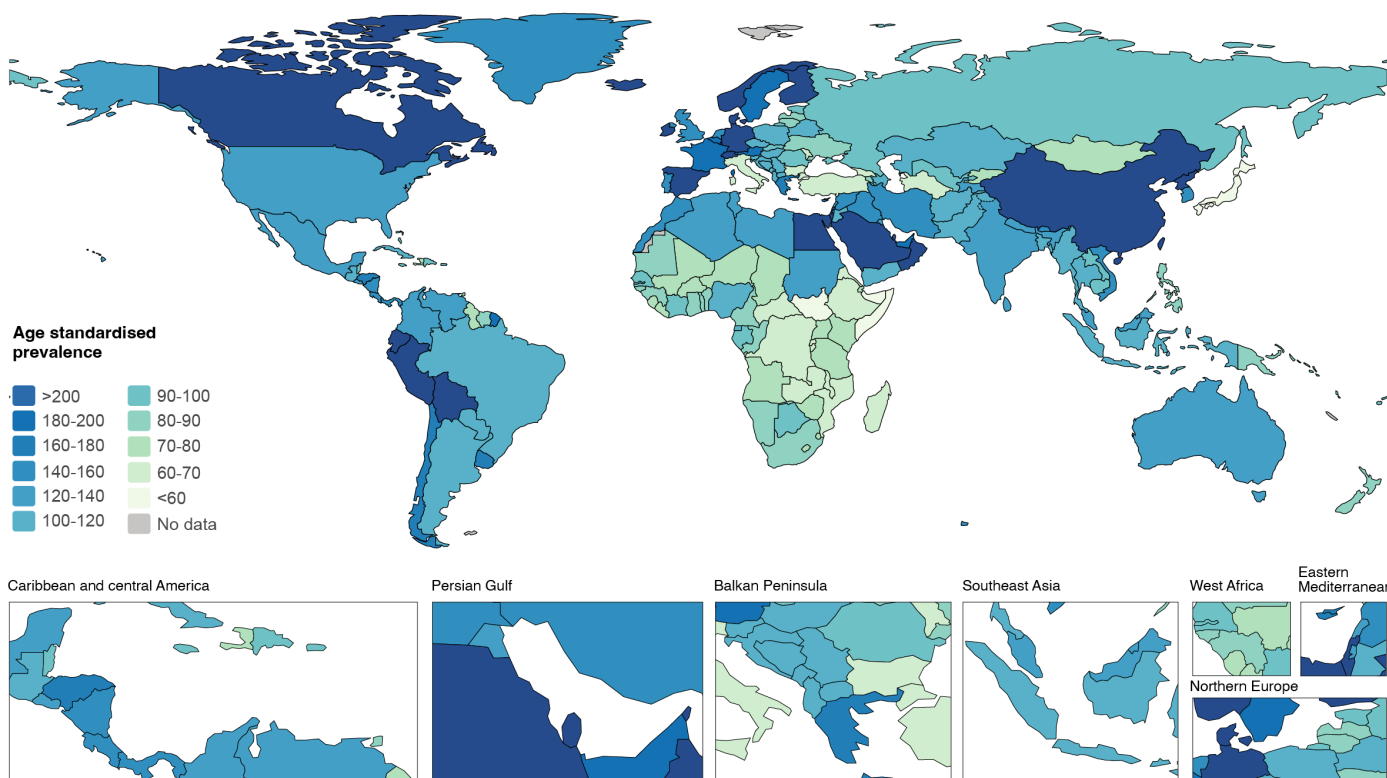 Age standardised
prevalence
>200
180-200
160-180
140-160
120-140
100-120
90-100
80-90
70-80
60-70
<60
No data
Caribbean and central America
Persian Gulf
Balkan Peninsula
Southeast Asia
West Africa
Eastern
Mediterranean
Northern Europe